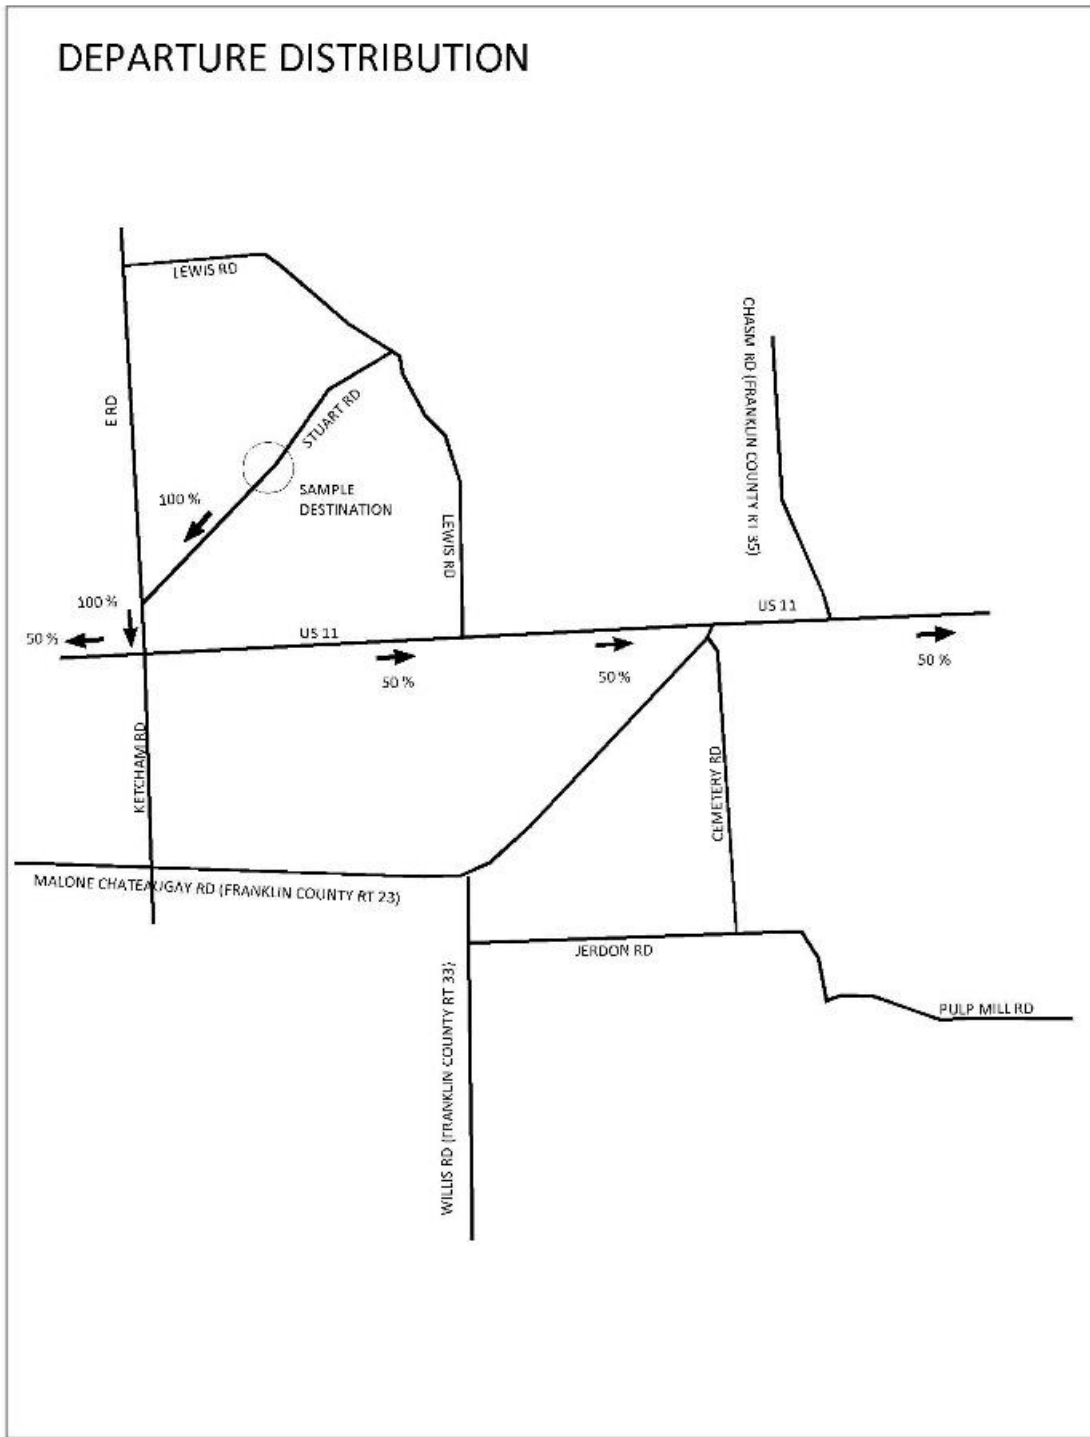 DEPARTURE DISTRIBUTION
LEWIS RD
CHASM RD (FRANKLIN COUNTY RT 35)
E RD
STUART RD
100 %
SAMPLE
DESTINATION
LEWIS RD
100 %
50 %
US 11
US 11
50 %
50 %
50 %
KETCHAM RD
CEMETERY RD
MALONE CHATEAUGAY RD (FRANKLIN COUNTY RT 23)
JERDON RD
WILLIS RD (FRANKLIN COUNTY RT 33)
PULP MILL RD